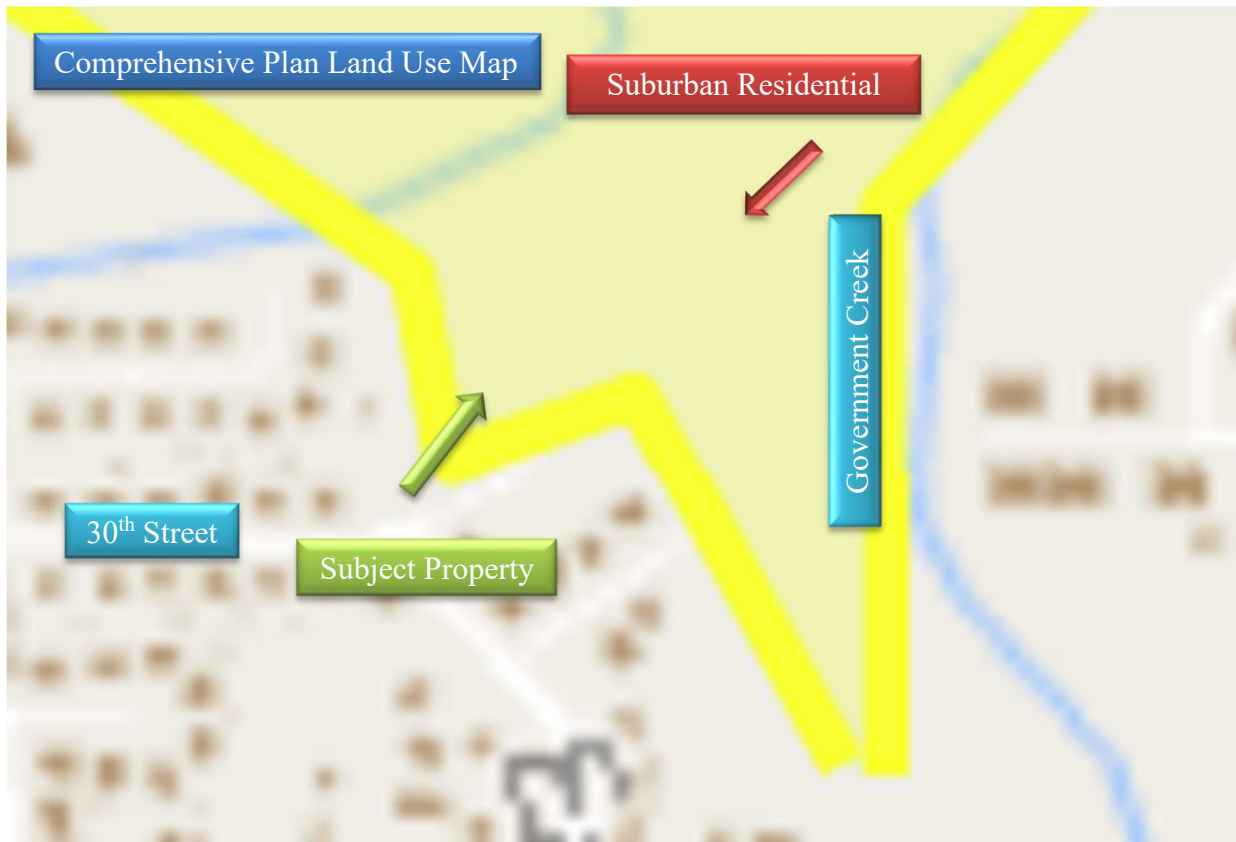 Comprehensive Plan Land Use Map
Suburban Residential
Government Creek
30th Street
Subject Property